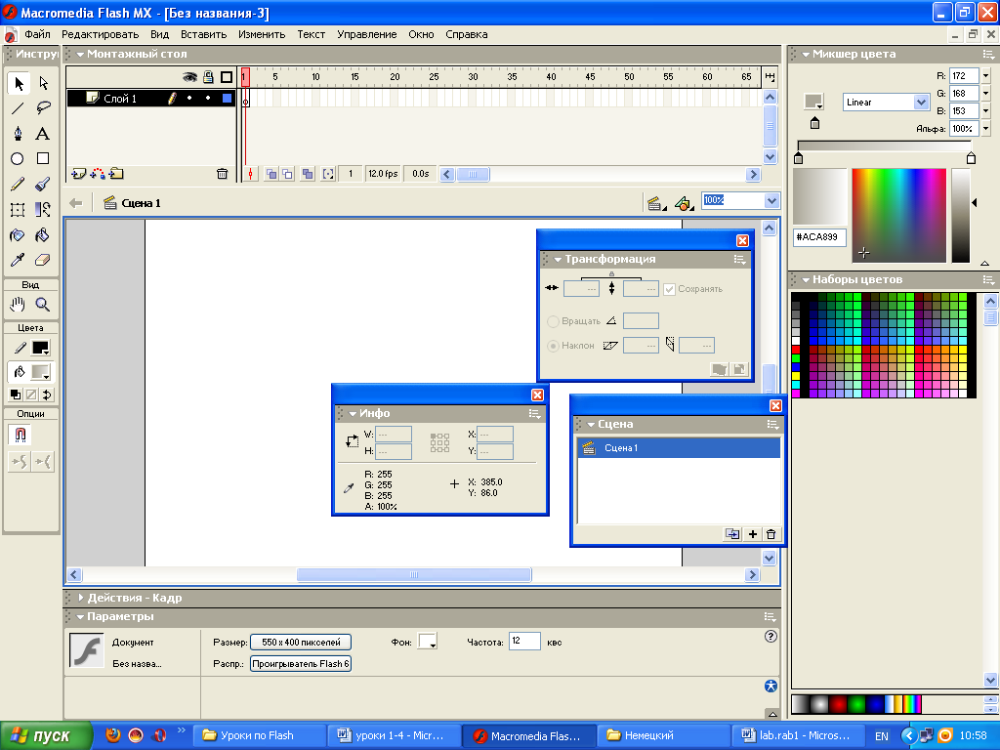 Macromedia Flash MX - [Без названия-3]
Файл Редактировать Вид Вставить Изменить Текст Управление Окно Справка
Инстру
Монтажный стол
1 5 10 15 20 25 30 35 40 45 50 55 60 65
Слой 1
1 12.0 fps 0.0s
Сцена 1
100%
Вид
Цвета
Опции
Микшер цвета
R: 172
Linear
G: 168
B: 153
Альфа: 100%
#ACA899
Наборы цветов
Трансформация
--- --- Сохранять
Вращать
Наклон --- ---
Инфо
W: --- X: ---
H: --- Y: ---
R: 255
G: 255
B: 255
A: 100%
X: 385.0
Y: 86.0
Сцена
Сцена 1
Действия - Кадр
Параметры
Документ
Без назва...
Размер: 550 x 400 пикселей Фон: Частота: 12 квс
Распр.: Проигрыватель Flash 6
пуск
Уроки по Flash
уроки 1-4 - Micr...
Macromedia Flas...
Немецкий
lab.rab1 - Micros...
EN
10:58